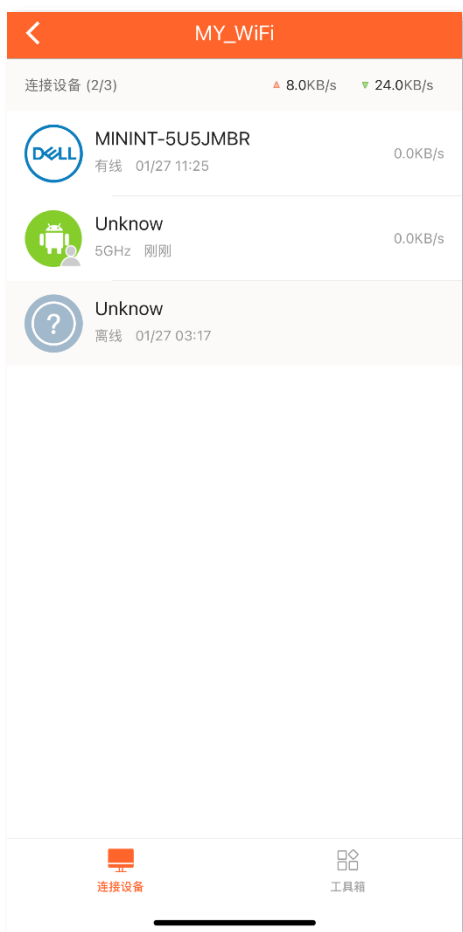 MY_WiFi
连接设备 (2/3) 8.0KB/s 24.0KB/s
DELL
MININT-5U5JMBR
有线 01/27 11:25
0.0KB/s
Unknow
5GHz 刚刚
0.0KB/s
?
Unknow
离线 01/27 03:17
连接设备
工具箱